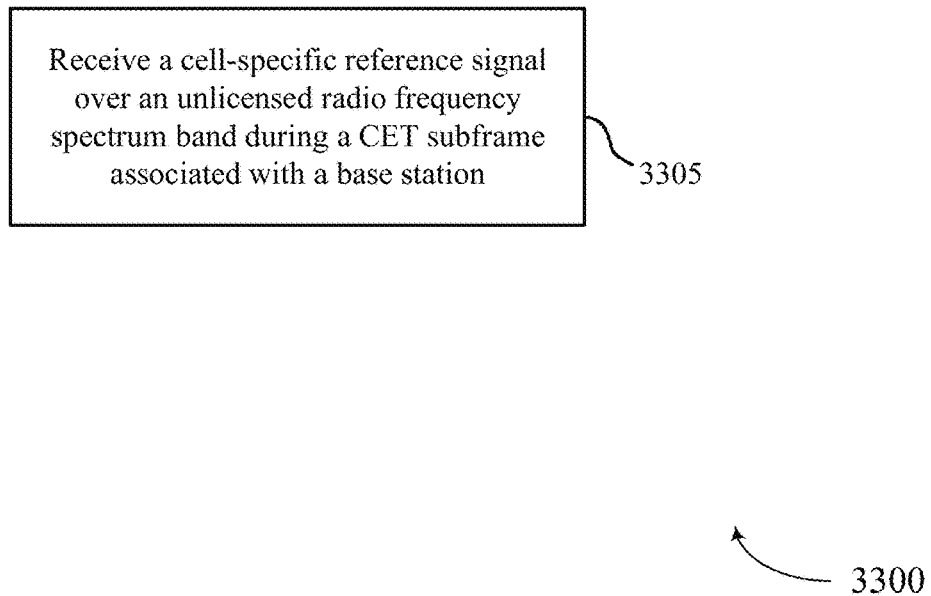 Receive a cell-specific reference signal
over an unlicensed radio frequency
spectrum band during a CET subframe
associated with a base station
3305
3300